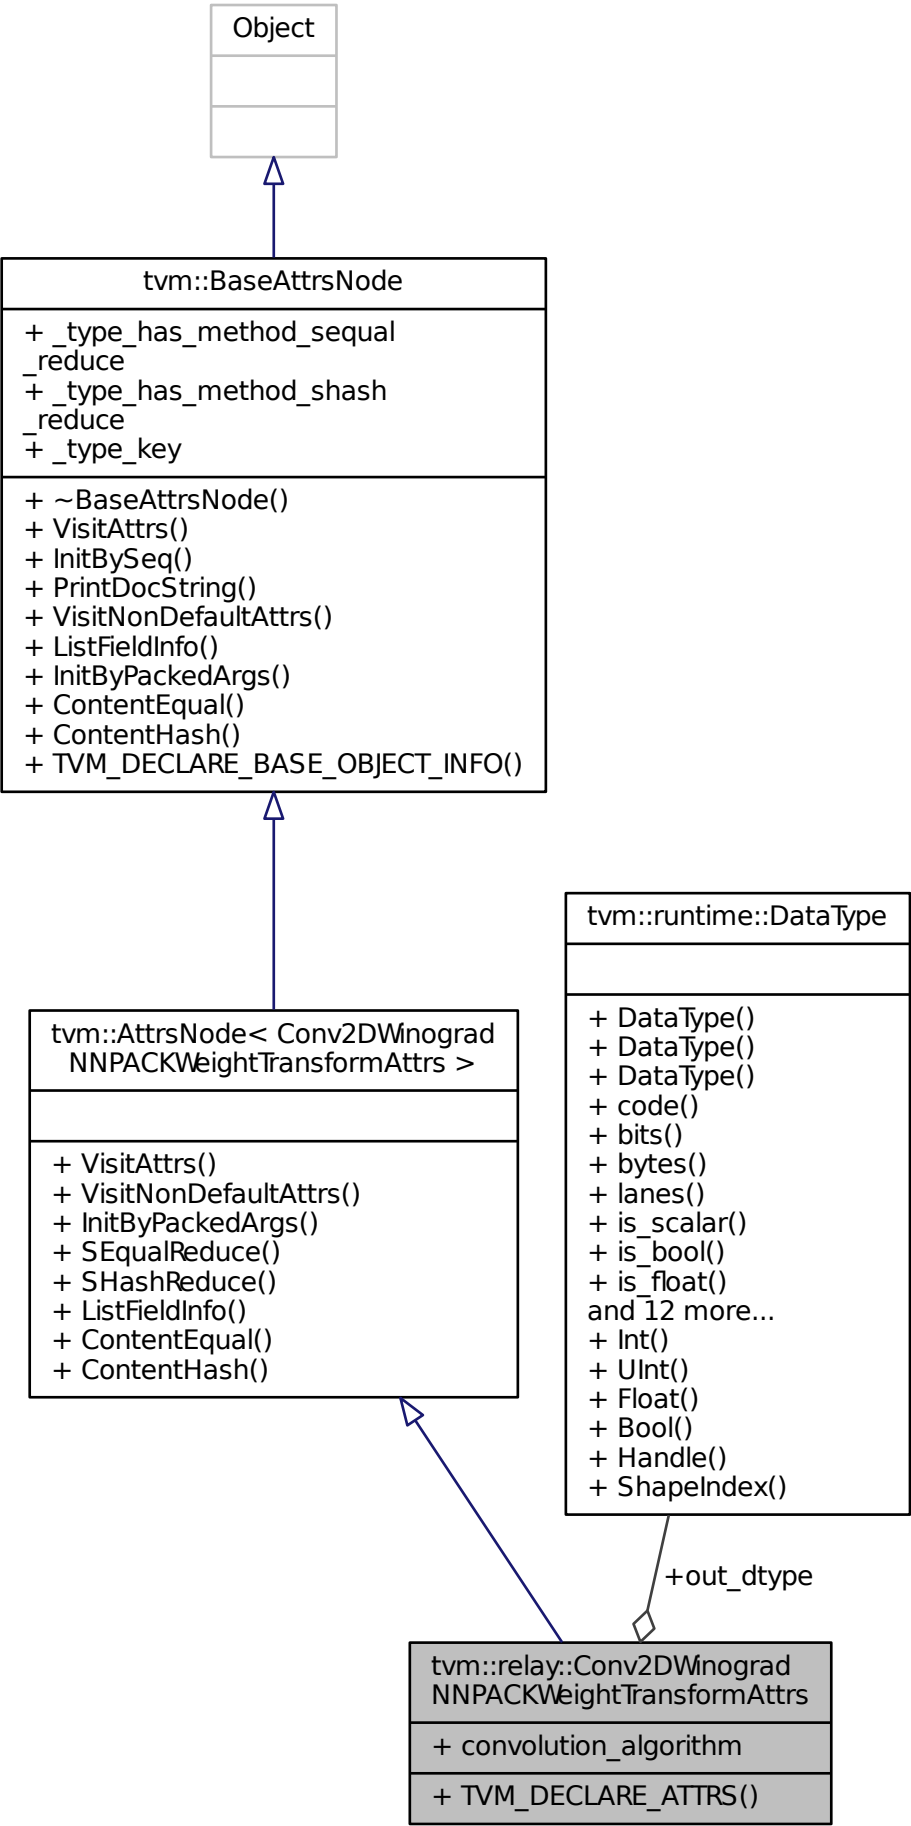 Object
tvm::BaseAttrsNode
+ _type_has_method_sequal
_reduce
+ _type_has_method_shash
_reduce
+ _type_key
+ ~BaseAttrsNode()
+ VisitAttrs()
+ InitBySeq()
+ PrintDocString()
+ VisitNonDefaultAttrs()
+ ListFieldInfo()
+ InitByPackedArgs()
+ ContentEqual()
+ ContentHash()
+ TVM_DECLARE_BASE_OBJECT_INFO()
tvm::AttrsNode< Conv2DWinograd
NNPACKWeightTransformAttrs >
+ VisitAttrs()
+ VisitNonDefaultAttrs()
+ InitByPackedArgs()
+ SEqualReduce()
+ SHashReduce()
+ ListFieldInfo()
+ ContentEqual()
+ ContentHash()
tvm::runtime::DataType
+ DataType()
+ DataType()
+ DataType()
+ code()
+ bits()
+ bytes()
+ lanes()
+ is_scalar()
+ is_bool()
+ is_float()
and 12 more...
+ Int()
+ UInt()
+ Float()
+ Bool()
+ Handle()
+ ShapeIndex()
+out_dtype
tvm::relay::Conv2DWinograd
NNPACKWeightTransformAttrs
+ convolution_algorithm
+ TVM_DECLARE_ATTRS()